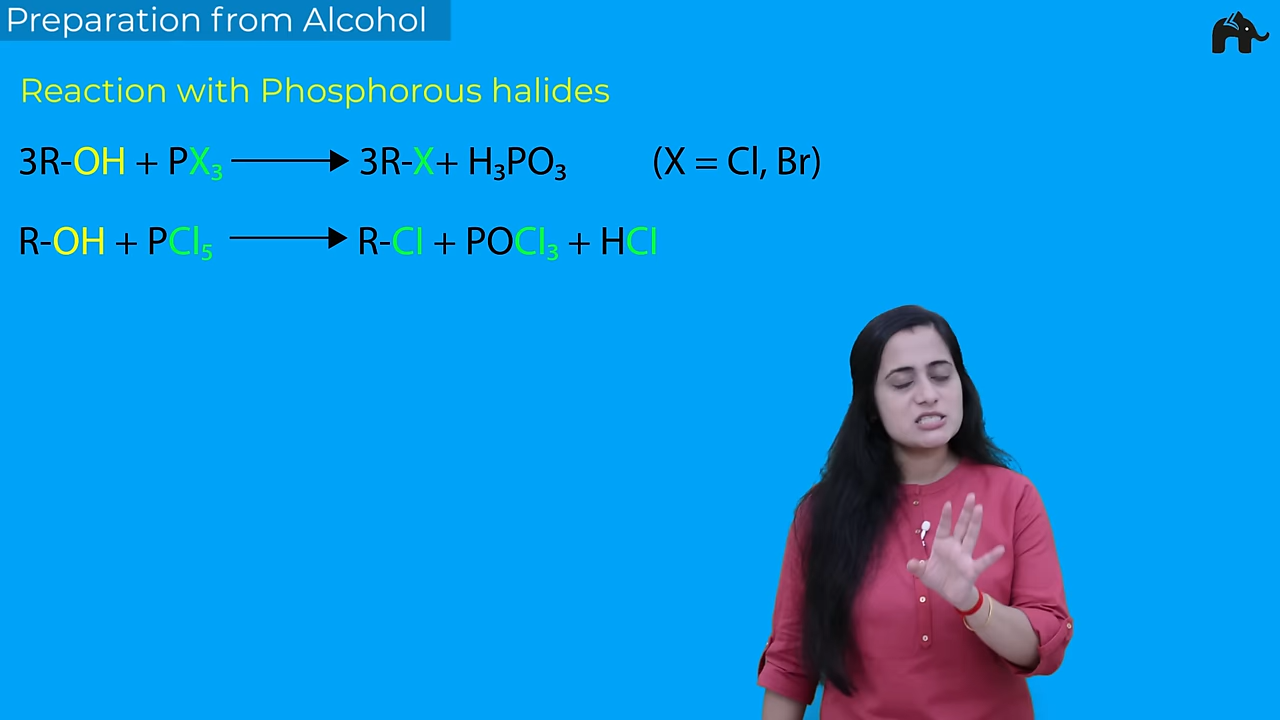 Preparation from Alcohol
Reaction with Phosphorous halides
3R-OH + PX₃ ⟶ 3R-X+ H₃PO₃ (X = Cl, Br)
R-OH + PCl₅ ⟶ R-Cl + POCl₃ + HCl